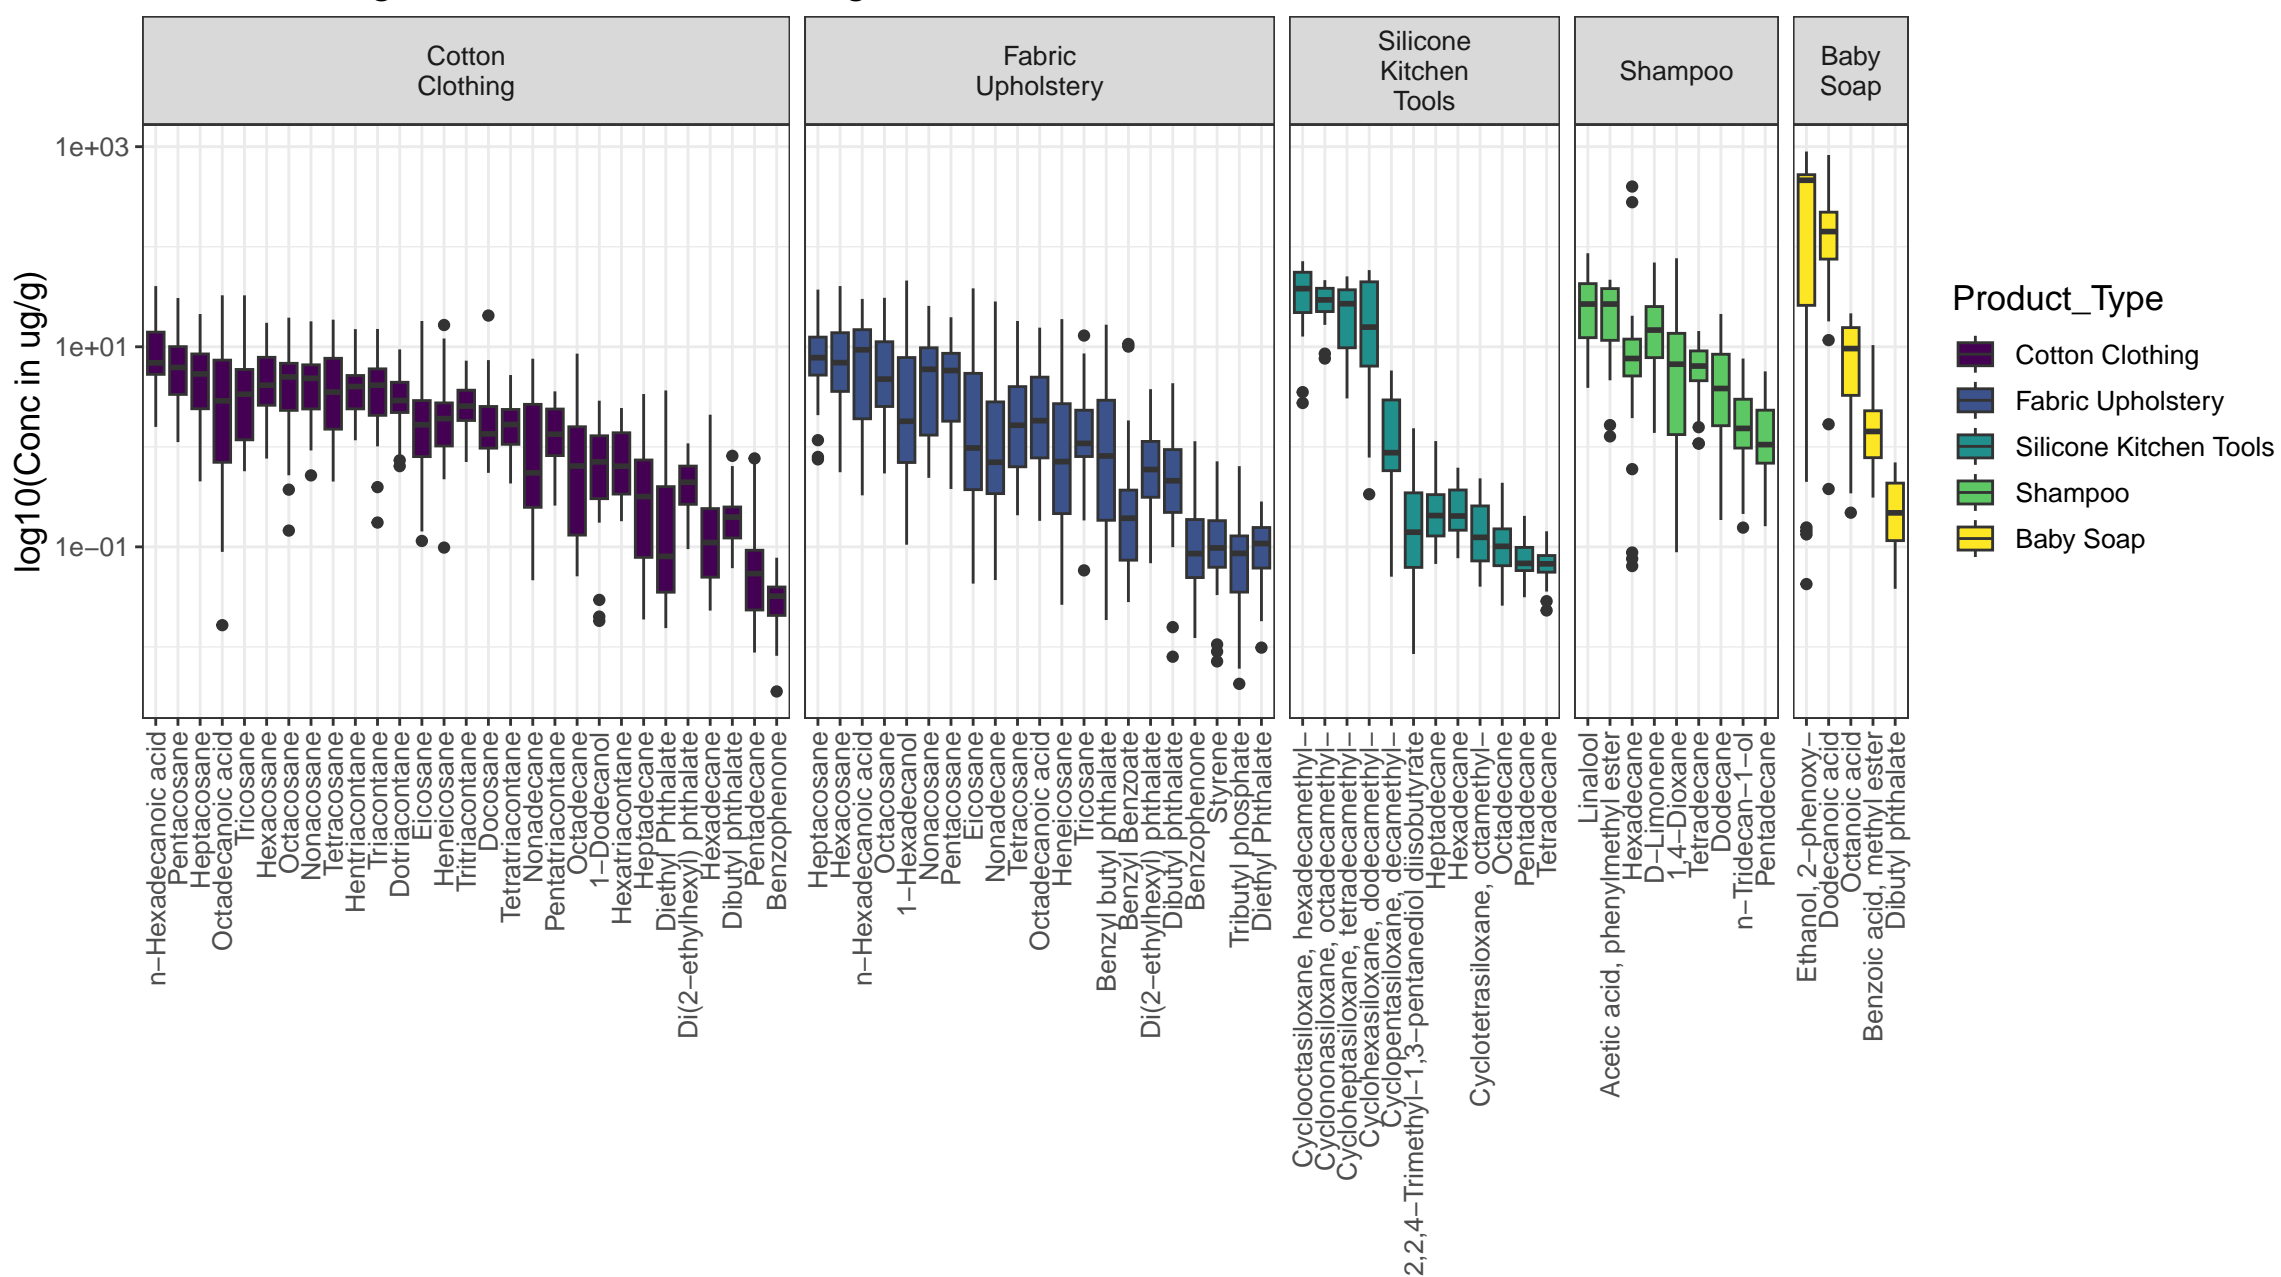 Cotton
Clothing
Fabric
Upholstery
Silicone
Kitchen
Tools
Shampoo
Baby
Soap
1e+03
1e+01
1e−01
log10(Conc in ug/g)
n−Hexadecanoic acid
Pentacosane
Heptacosane
Octadecanoic acid
Tricosane
Hexacosane
Octacosane
Nonacosane
Tetracosane
Hentriacontane
Triacontane
Dotriacontane
Eicosane
Heneicosane
Tritriacontane
Docosane
Tetratriacontane
Nonadecane
Pentatriacontane
Octadecane
1−Dodecanol
Hexatriacontane
Heptadecane
Diethyl Phthalate
Di(2−ethylhexyl) phthalate
Hexadecane
Dibutyl phthalate
Pentadecane
Benzophenone
Heptacosane
Hexacosane
n−Hexadecanoic acid
Octacosane
1−Hexadecanol
Nonacosane
Pentacosane
Eicosane
Nonadecane
Tetracosane
Octadecanoic acid
Heneicosane
Tricosane
Benzyl butyl phthalate
Benzyl Benzoate
Di(2−ethylhexyl) phthalate
Dibutyl phthalate
Benzophenone
Styrene
Tributyl phosphate
Diethyl Phthalate
Cyclooctasiloxane, hexadecamethyl−
Cyclononasiloxane, octadecamethyl−
Cycloheptasiloxane, tetradecamethyl−
Cyclohexasiloxane, dodecamethyl−
Cyclopentasiloxane, decamethyl−
2,2,4−Trimethyl−1,3−pentanediol diisobutyrate
Heptadecane
Hexadecane
Cyclotetrasiloxane, octamethyl−
Octadecane
Pentadecane
Tetradecane
Linalool
Acetic acid, phenylmethyl ester
Hexadecane
D−Limonene
1,4−Dioxane
Tetradecane
Dodecane
n−Tridecan−1−ol
Pentadecane
Ethanol, 2−phenoxy−
Dodecanoic acid
Octanoic acid
Benzoic acid, methyl ester
Dibutyl phthalate
Product_Type
Cotton Clothing
Fabric Upholstery
Silicone Kitchen Tools
Shampoo
Baby Soap